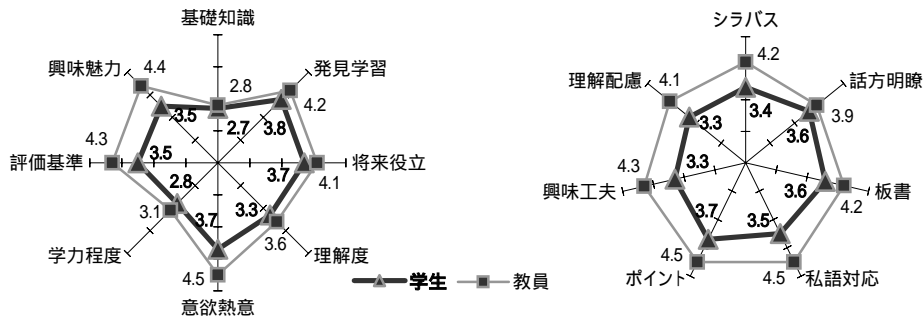 基礎知識
発見学習
将来役立
理解度
意欲熱意
学力程度
評価基準
興味魅力
2.8
4.2
4.1
3.6
4.5
3.1
4.3
4.4
2.7
3.8
3.7
3.3
3.7
2.8
3.5
3.5
学生
教員
シラバス
話方明瞭
板書
私語対応
ポイント
興味工夫
理解配慮
4.2
3.9
4.2
4.5
4.5
4.3
4.1
3.4
3.6
3.6
3.5
3.7
3.3
3.3